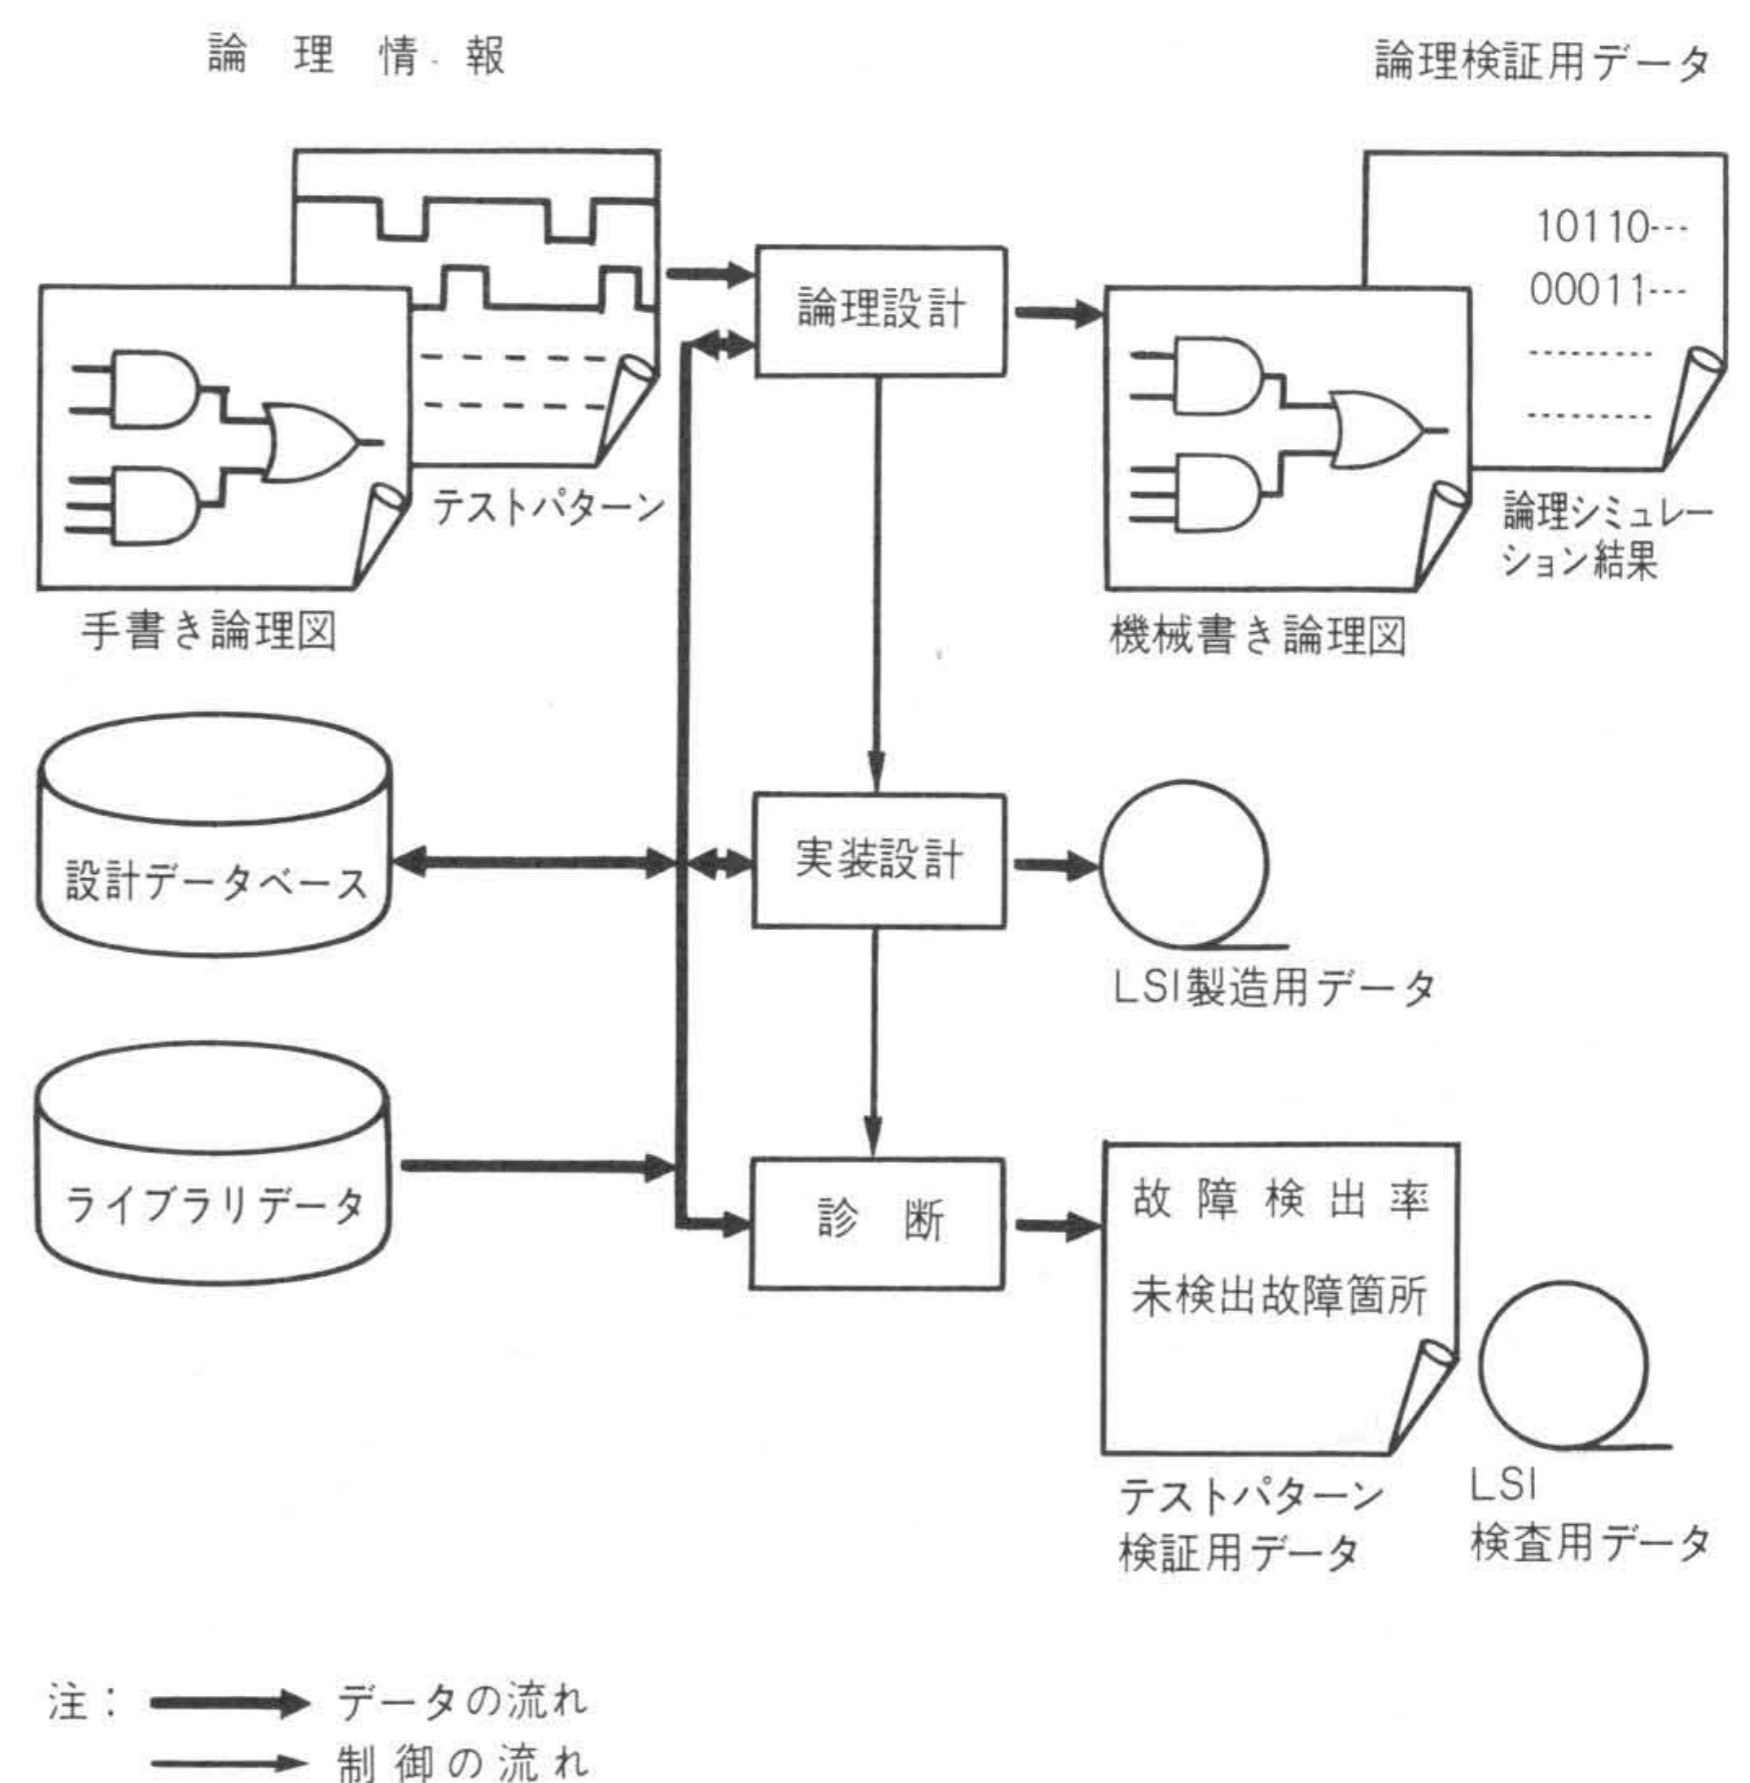 論理情報
論理検証用データ
10110---
00011---
論理設計
テストパターン
手書き論理図
論理シミュレー
ション結果
機械書き論理図
設計データベース
実装設計
LSI製造用データ
ライブラリデータ
診断
故障検出率
未検出故障箇所
テストパターン
検証用データ
LSI
検査用データ
注: データの流れ
制御の流れ